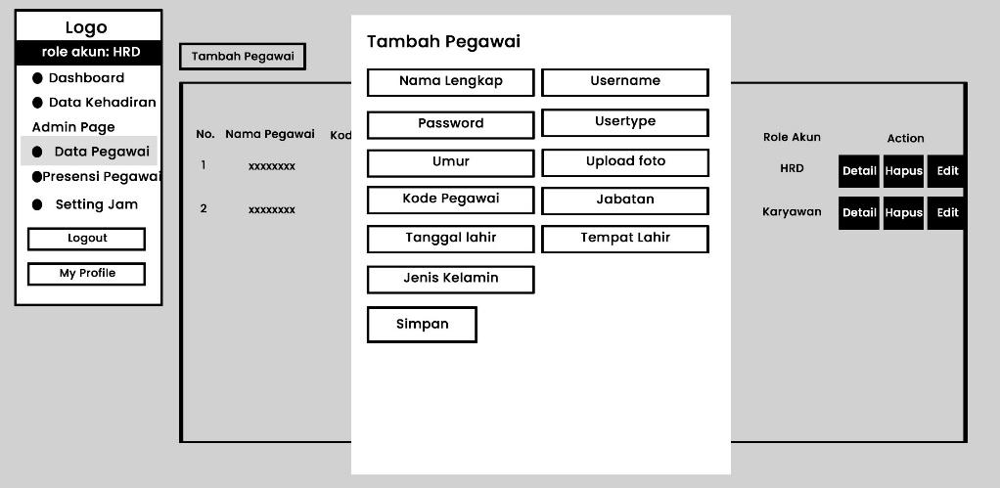 Logo
role akun: HRD
Dashboard
Data Kehadiran
Admin Page
Data Pegawai
Presensi Pegawai
Setting Jam
Logout
My Profile
Tambah Pegawai
No. Nama Pegawai Kod
1 xxxxxxxx
2 xxxxxxxx
Tambah Pegawai
Nama Lengkap Username
Password Usertype
Umur Upload foto
Kode Pegawai Jabatan
Tanggal lahir Tempat Lahir
Jenis Kelamin
Simpan
Role Akun Action
HRD Detail Hapus Edit
Karyawan Detail Hapus Edit